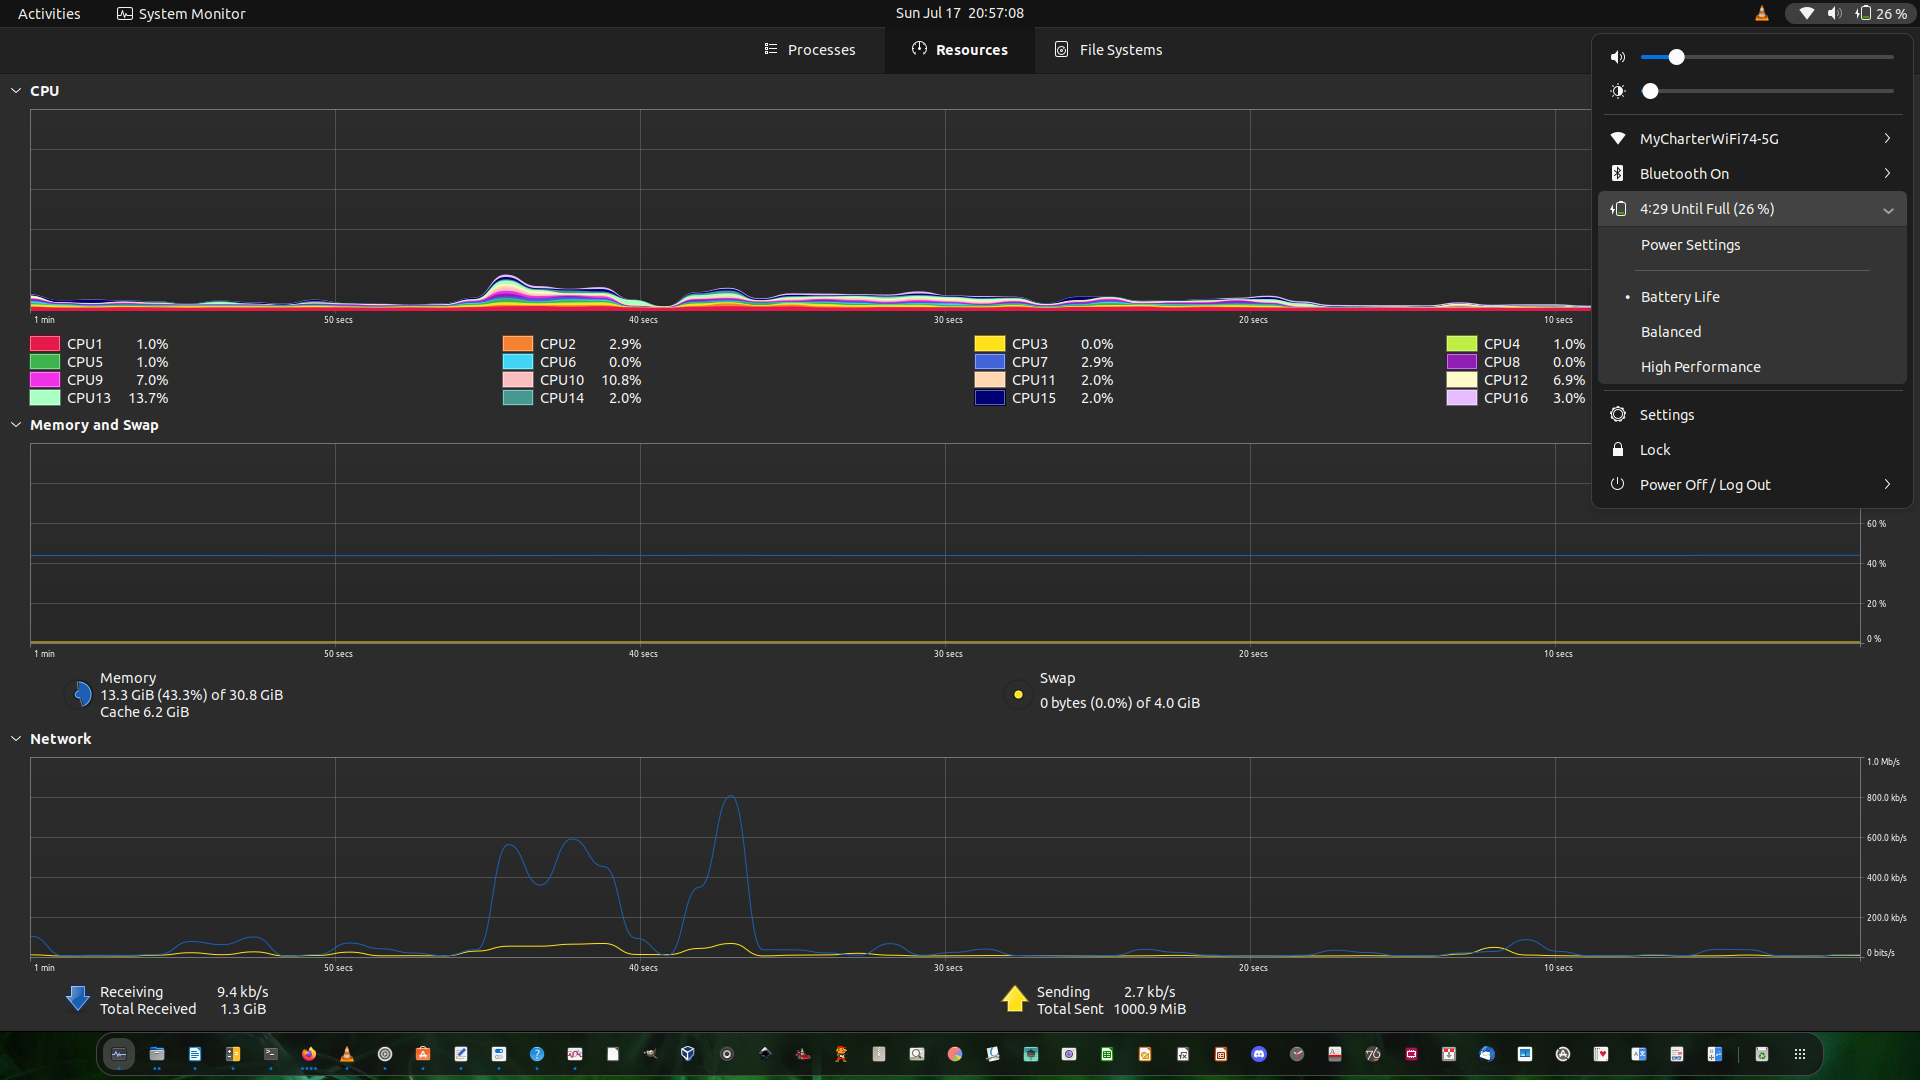 Activities
System Monitor
Sun Jul 17 20:57:08
26 %
Processes
Resources
File Systems
CPU
1 min
50 secs
40 secs
30 secs
20 secs
10 secs
CPU1 1.0%
CPU2 2.9%
CPU3 0.0%
CPU4 1.0%
CPU5 1.0%
CPU6 0.0%
CPU7 2.9%
CPU8 0.0%
CPU9 7.0%
CPU10 10.8%
CPU11 2.0%
CPU12 6.9%
CPU13 13.7%
CPU14 2.0%
CPU15 2.0%
CPU16 3.0%
MyCharterWiFi74-5G
Bluetooth On
4:29 Until Full (26 %)
Power Settings
• Battery Life
Balanced
High Performance
Settings
Lock
Power Off / Log Out
Memory and Swap
60 %
40 %
20 %
0 %
1 min
50 secs
40 secs
30 secs
20 secs
10 secs
Memory
13.3 GiB (43.3%) of 30.8 GiB
Cache 6.2 GiB
Swap
0 bytes (0.0%) of 4.0 GiB
Network
1.0 Mb/s
800.0 kb/s
600.0 kb/s
400.0 kb/s
200.0 kb/s
0 bits/s
1 min
50 secs
40 secs
30 secs
20 secs
10 secs
Receiving 9.4 kb/s
Total Received 1.3 GiB
Sending 2.7 kb/s
Total Sent 1000.9 MiB
76